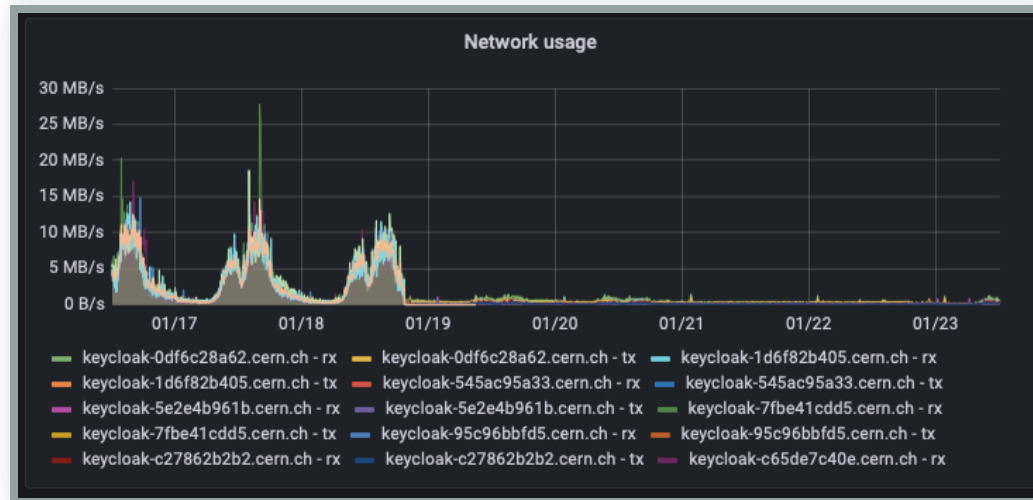 Network usage
30 MB/s
25 MB/s
20 MB/s
15 MB/s
10 MB/s
5 MB/s
0 B/s
01/17 01/18 01/19 01/20 01/21 01/22 01/23
keycloak-0df6c28a62.cern.ch - rx keycloak-0df6c28a62.cern.ch - tx keycloak-1d6f82b405.cern.ch - rx
keycloak-1d6f82b405.cern.ch - tx keycloak-545ac95a33.cern.ch - rx keycloak-545ac95a33.cern.ch - tx
keycloak-5e2e4b961b.cern.ch - rx keycloak-5e2e4b961b.cern.ch - tx keycloak-7fbe41cdd5.cern.ch - rx
keycloak-7fbe41cdd5.cern.ch - tx keycloak-95c96bbfd5.cern.ch - rx keycloak-95c96bbfd5.cern.ch - tx
keycloak-c27862b2b2.cern.ch - rx keycloak-c27862b2b2.cern.ch - tx keycloak-c65de7c40e.cern.ch - rx